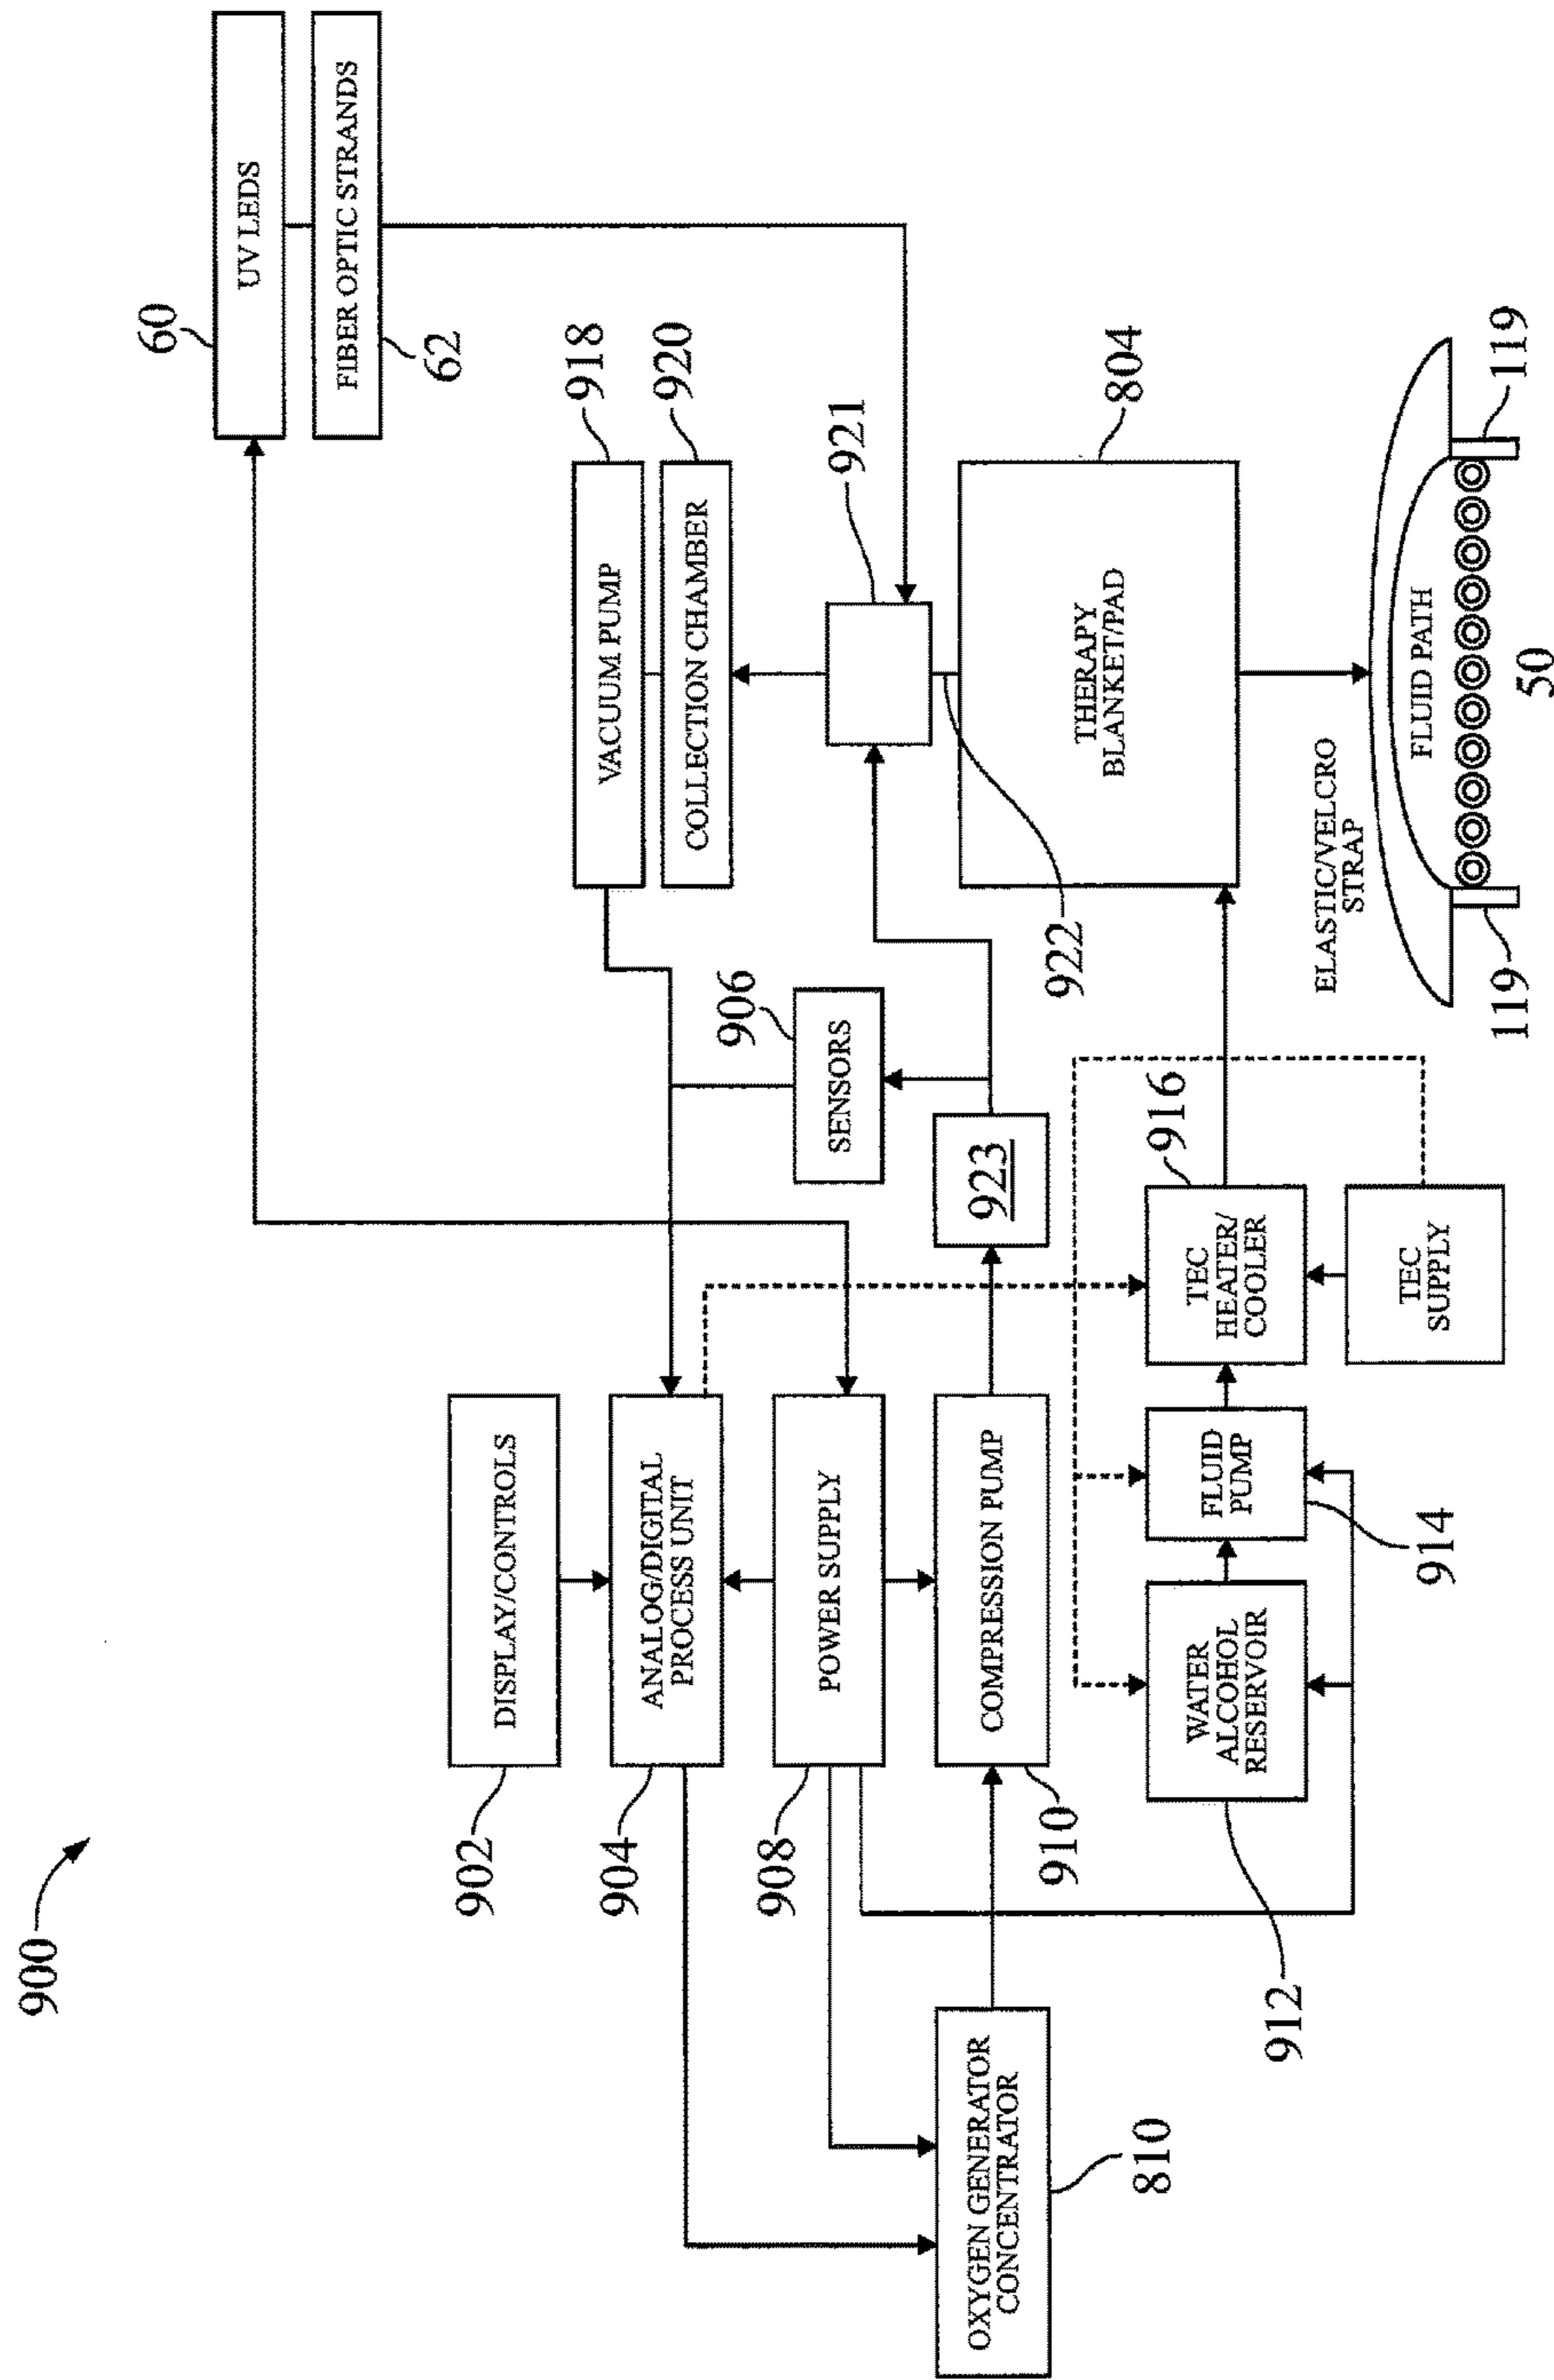 900
60
UV LEDS
FIBER OPTIC STRANDS
62
902
DISPLAY/CONTROLS
904
ANALOG/DIGITAL
PROCESS UNIT
908
POWER SUPPLY
910
COMPRESSION PUMP
810
OXYGEN GENERATOR
CONCENTRATOR
906
SENSORS
923
918
VACUUM PUMP
920
COLLECTION CHAMBER
921
922
804
THERAPY
BLANKET/PAD
912
WATER
ALCOHOL
RESERVOIR
914
FLUID
PUMP
916
TEC
HEATER/
COOLER
TEC
SUPPLY
ELASTIC/VELCRO
STRAP
FLUID PATH
119
119
50